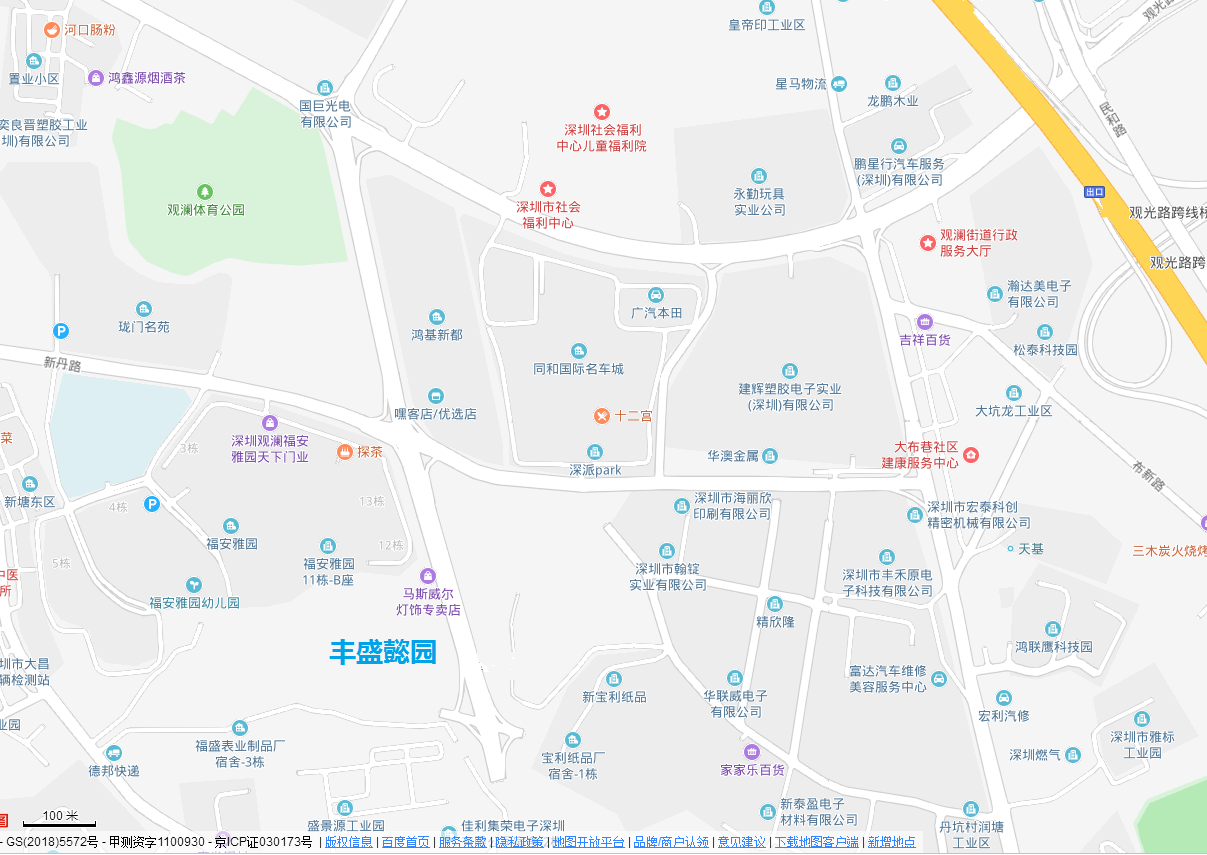 河口肠粉
皇帝印工业区
观光路
置业小区
鸿鑫源烟酒茶
星马物流
龙鹏木业
国巨光电
有限公司
民和路
奕良晋塑胶工业
圳)有限公司
深圳社会福利
中心儿童福利院
鹏星行汽车服务
(深圳)有限公司
永勤玩具
实业公司
出口
观澜体育公园
深圳市社会
福利中心
观光路跨线桥
观澜街道行政
服务大厅
观光路跨
瀚达美电子
有限公司
广汽本田
珑门名苑
鸿基新都
吉祥百货
松泰科技园
新丹路
同和国际名车城
建辉塑胶电子实业
(深圳)有限公司
嘿客店/优选店
十二宫
大坑龙工业区
菜
深圳观澜福安
雅园天下门业
3栋
探茶
华澳金属
大布巷社区
健康服务中心
深派park
布新路
新塘东区
4栋
13栋
深圳市海丽欣
印刷有限公司
深圳市宏泰科创
精密机械有限公司
福安雅园
12栋
天基
三木炭火烧烤
5栋
福安雅园
11栋-B座
深圳市翰锭
实业有限公司
深圳市丰禾原电
子科技有限公司
中医
所
福安雅园幼儿园
马斯威尔
灯饰专卖店
精欣隆
丰盛懿园
鸿联鹰科技园
圳市大昌
辆检测站
新宝利纸品
华联威电子
有限公司
富达汽车维修
美容服务中心
宏利汽修
业园
福盛表业制品厂
宿舍-3栋
深圳市雅标
工业园
德邦快递
宝利纸品厂
宿舍-1栋
家家乐百货
深圳燃气
100 米
盛景源工业园
佳利集荣电子深圳
新泰盈电子
材料有限公司
丹坑村润塘
工业区
- GS(2018)5572号 - 甲测资字1100930 - 京ICP证030173号 | 版权信息 | 百度首页 | 服务条款 | 隐私政策 | 地图开放平台 | 品牌/商户认领 | 意见建议 | 下载地图客户端 | 新增地点